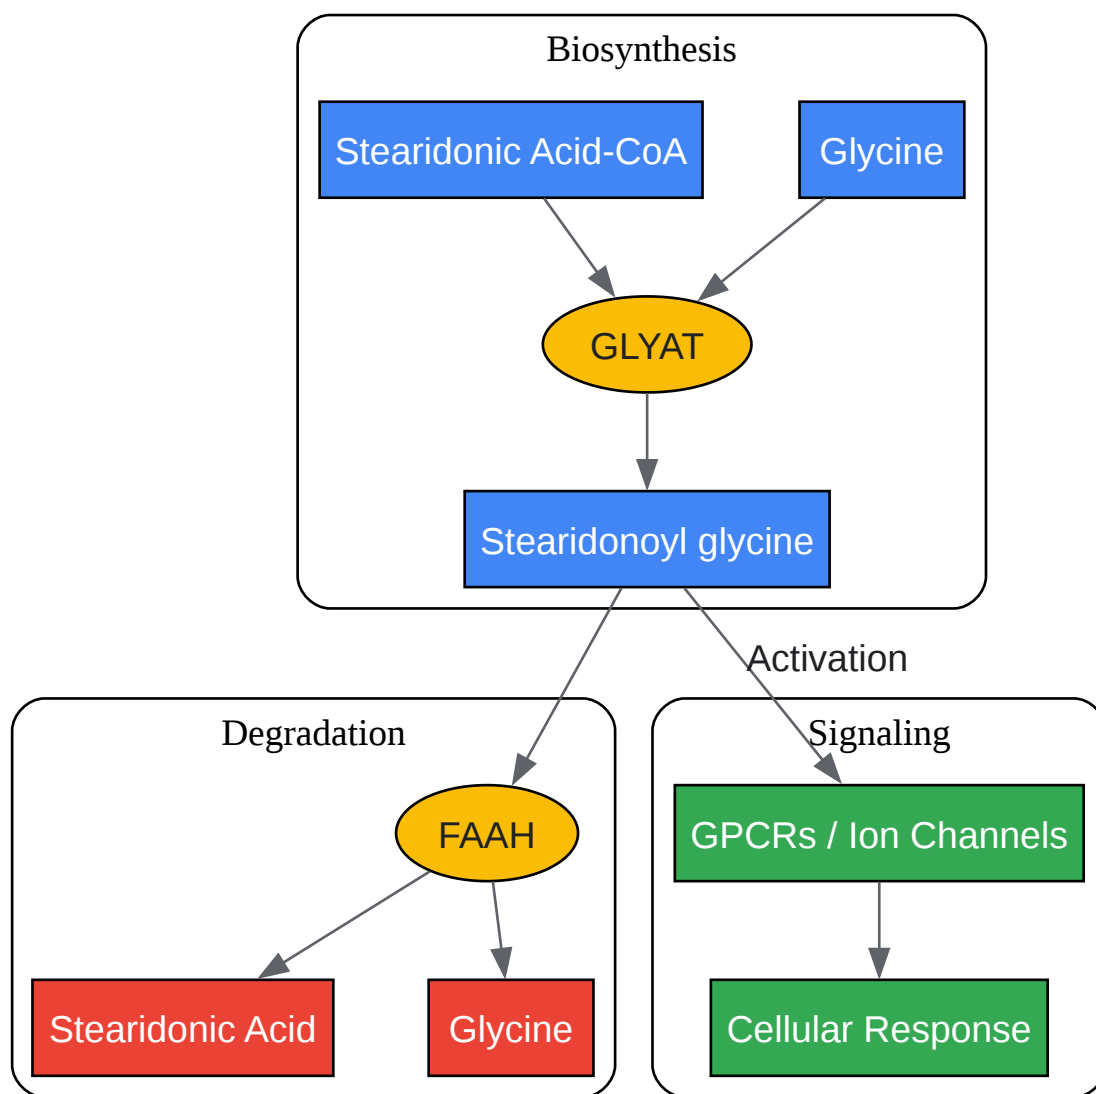 Biosynthesis
Stearidonic Acid-CoA
Glycine
GLYAT
Stearidonoyl glycine
Activation
Degradation
Signaling
FAAH
GPCRs / Ion Channels
Stearidonic Acid
Glycine
Cellular Response